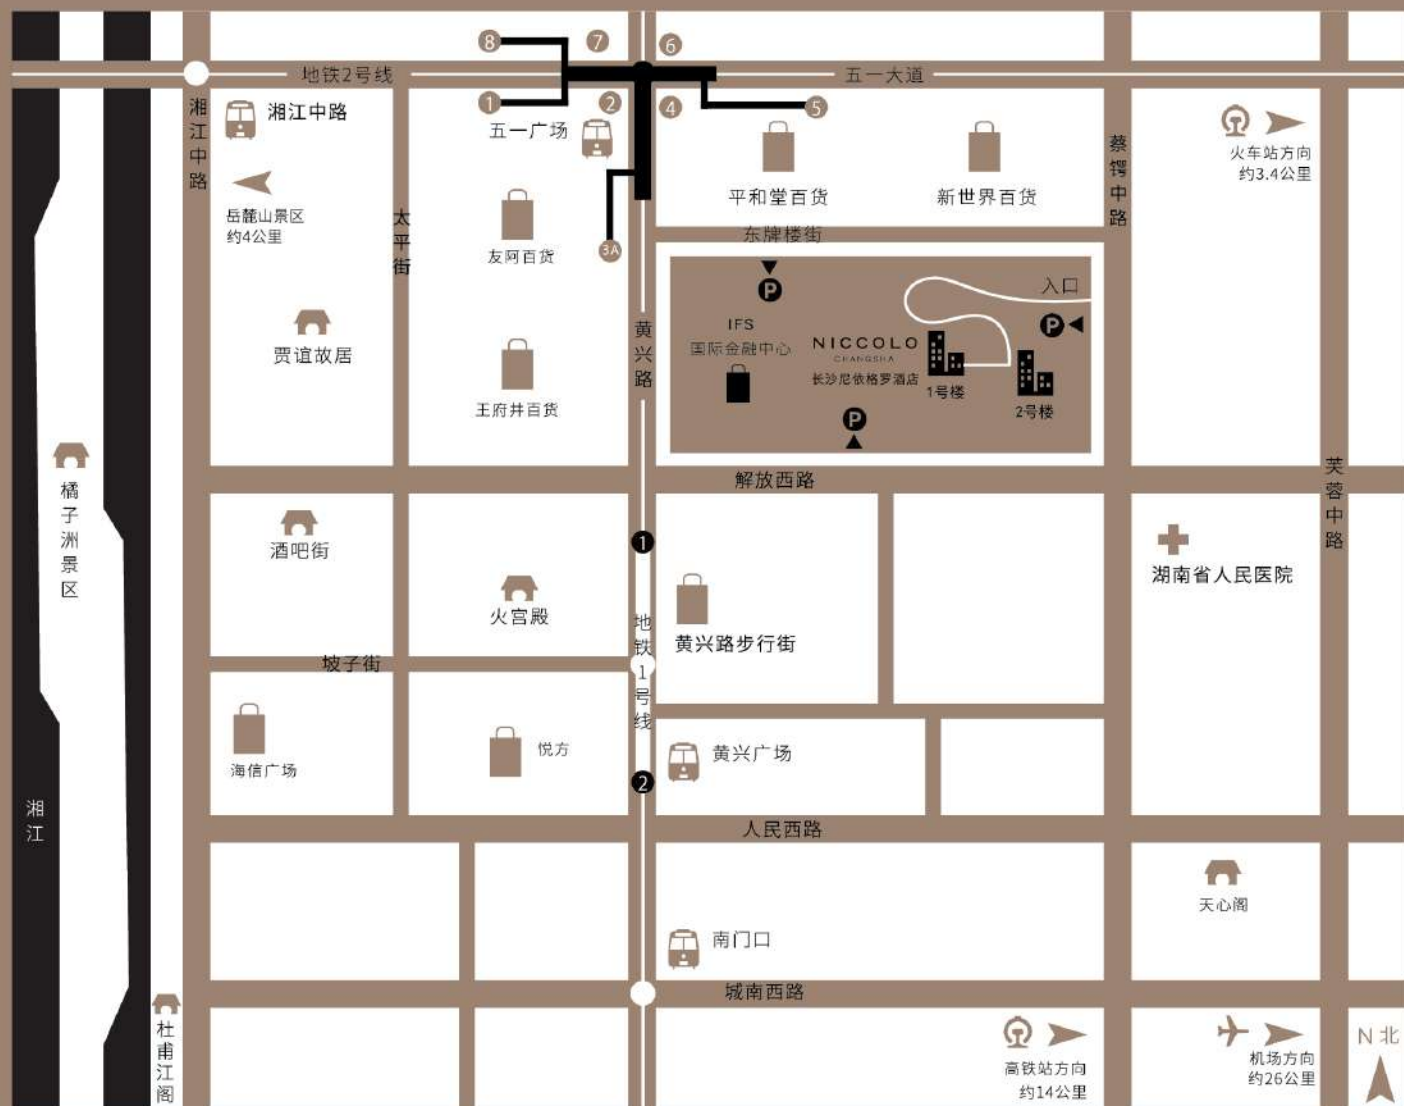 8
7
6
地铁2号线
五一大道
1
2
4
5
湘江中路
湘江中路
五一广场
火车站方向
约3.4公里
蔡锷中路
平和堂百货
新世界百货
岳麓山景区
约4公里
太平街
友阿百货
3A
东牌楼街
P
入口
IFS
国际金融中心
NICCOLO
CHANGSHA
长沙尼依格罗酒店
P
1号楼
2号楼
P
黄兴路
贾谊故居
王府井百货
解放西路
芙蓉中路
橘子洲景区
酒吧街
火宫殿
1
地铁1号线
黄兴路步行街
湖南省人民医院
坡子街
海信广场
悦方
黄兴广场
2
湘江
人民西路
天心阁
南门口
城南西路
杜甫江阁
高铁站方向
约14公里
机场方向
约26公里
N 北